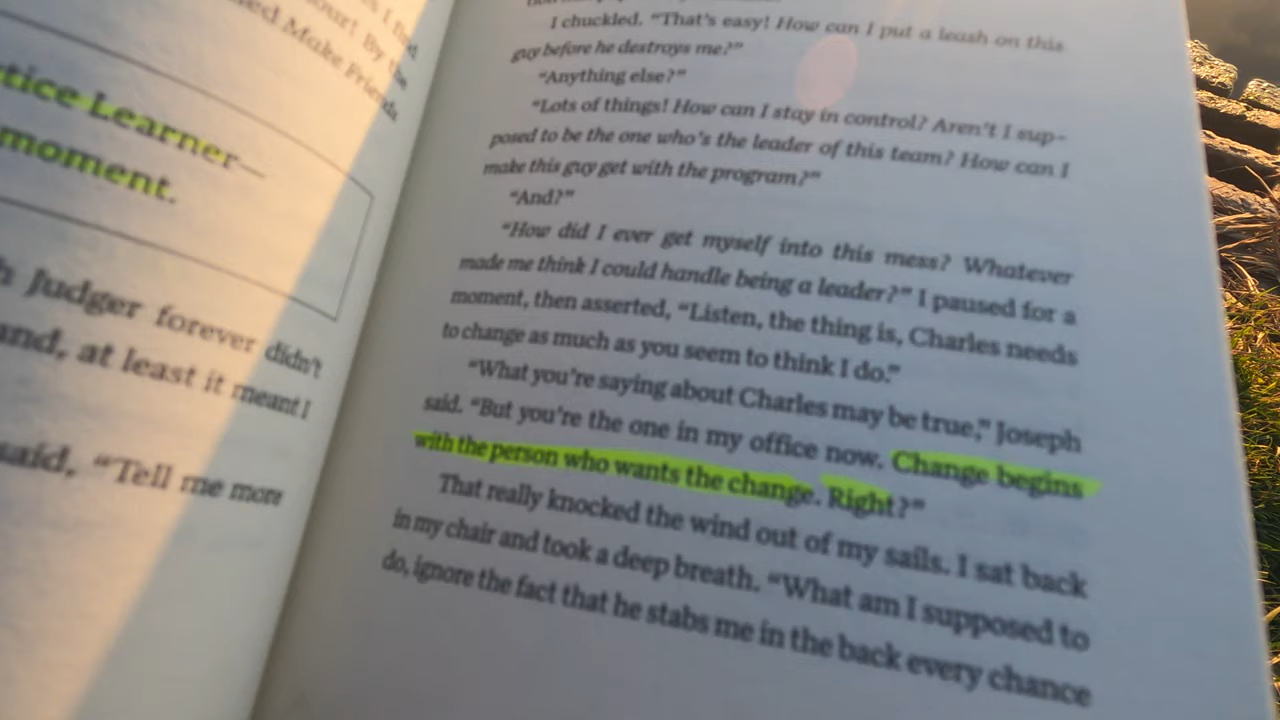 s I find
our! By the
ed Make Friends
tice Learner—
moment.
h Judger forever didn't
and, at least it meant I
said, “Tell me more
I chuckled. “That's easy! How can I put a leash on this
guy before he destroys me?”
“Anything else?”
“Lots of things! How can I stay in control? Aren't I sup-
posed to be the one who's the leader of this team? How can I
make this guy get with the program?”
“And?”
“How did I ever get myself into this mess? Whatever
made me think I could handle being a leader?” I paused for a
moment, then asserted, “Listen, the thing is, Charles needs
to change as much as you seem to think I do.”
“What you're saying about Charles may be true,” Joseph
said. “But you're the one in my office now. Change begins
with the person who wants the change. Right?”
That really knocked the wind out of my sails. I sat back
in my chair and took a deep breath. “What am I supposed to
do, ignore the fact that he stabs me in the back every chance